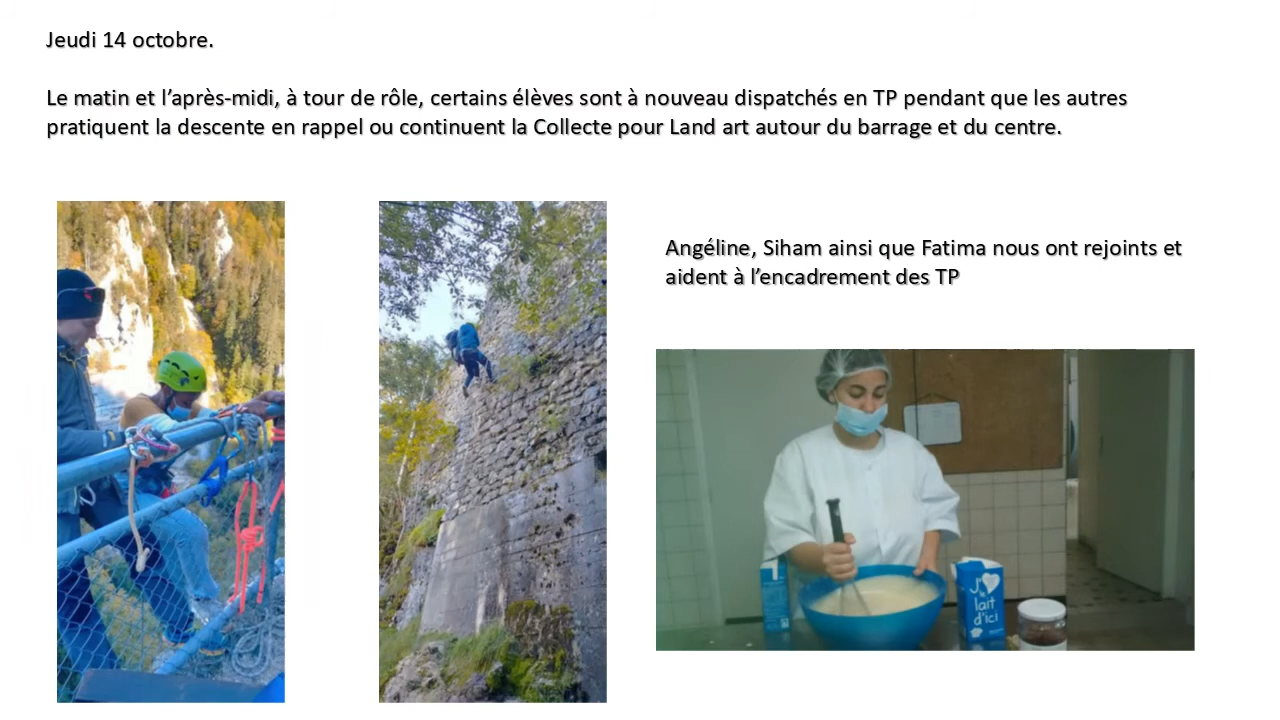 Jeudi 14 octobre.
Le matin et l’après-midi, à tour de rôle, certains élèves sont à nouveau dispatchés en TP pendant que les autres
pratiquent la descente en rappel ou continuent la Collecte pour Land art autour du barrage et du centre.
Angéline, Siham ainsi que Fatima nous ont rejoints et
aident à l’encadrement des TP
J'
le
lait
d'ici